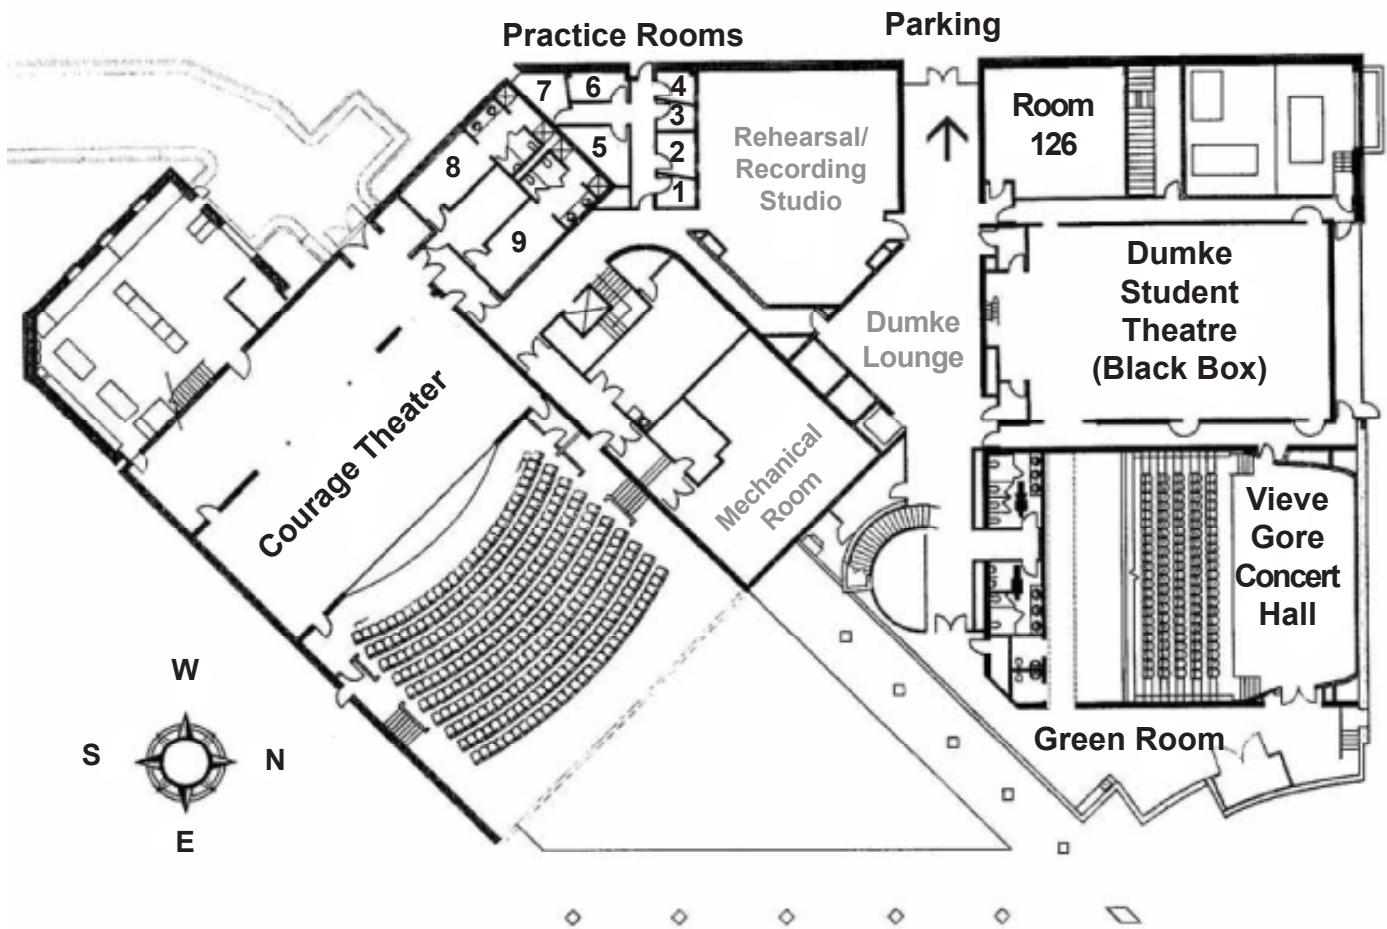 Practice Rooms
Parking
7
6
4
3
5
2
1
8
9
Rehearsal/
Recording
Studio
Room
126
Dumke
Lounge
Dumke
Student
Theatre
(Black Box)
Courage Theater
Mechanical
Room
Vieve
Gore
Concert
Hall
Green Room
W
S
N
E